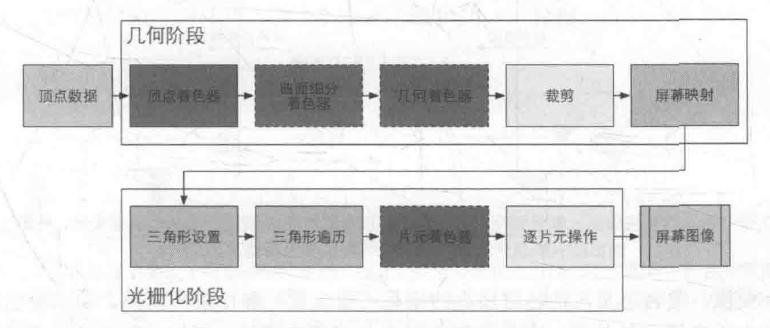 几何阶段
顶点数据
顶点着色器
曲面细分
着色器
几何着色器
裁剪
屏幕映射
三角形设置
三角形遍历
片元着色器
逐片元操作
屏幕图像
光栅化阶段